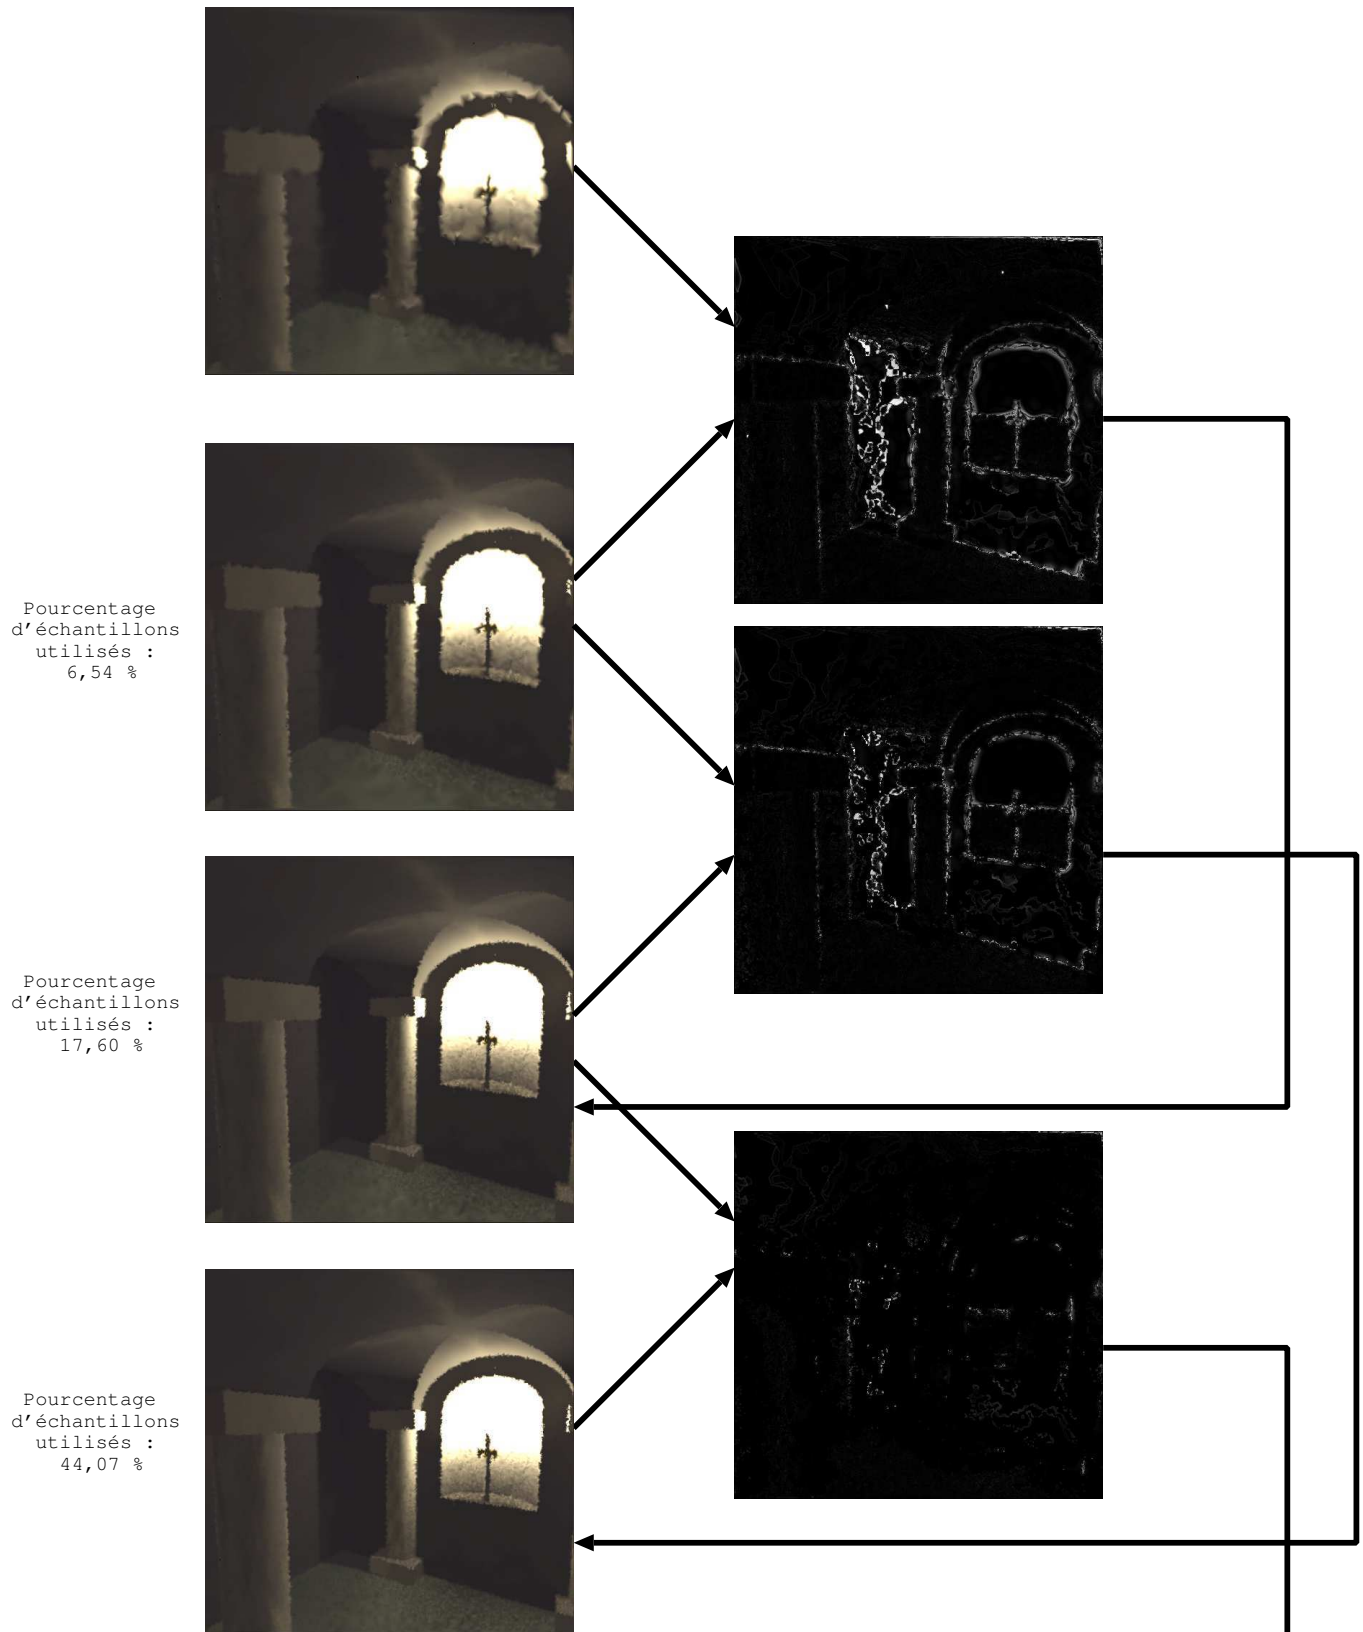 Pourcentage
d'échantillons
utilisés :
6,54 %
Pourcentage
d'échantillons
utilisés :
17,60 %
Pourcentage
d'échantillons
utilisés :
44,07 %